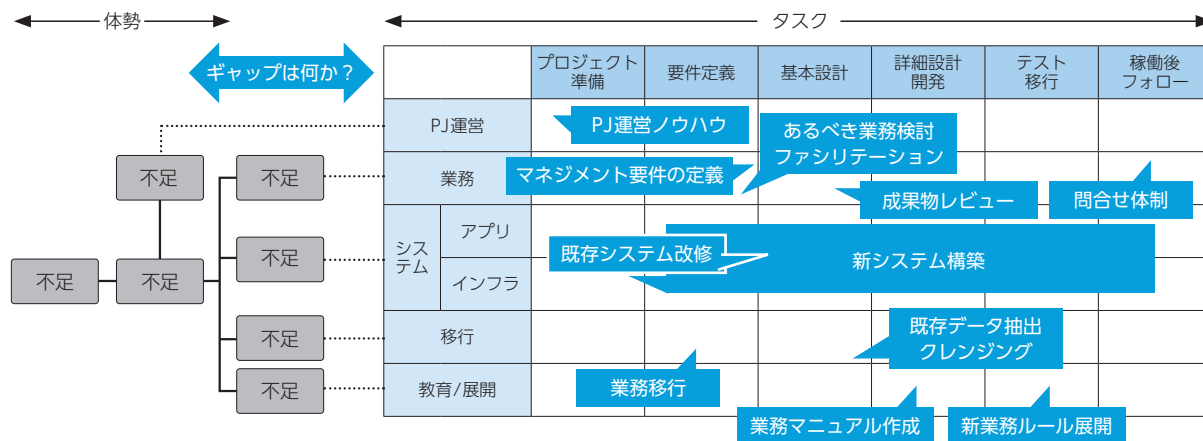 体勢
タスク
ギャップは何か？
プロジェクト
準備
要件定義
基本設計
詳細設計
開発
テスト
移行
稼働後
フォロー
PJ運営
PJ運営ノウハウ
あるべき業務検討
ファシリテーション
不足
不足
業務
マネジメント要件の定義
成果物レビュー
問合せ体制
不足
不足
不足
シス
テム
アプリ
インフラ
既存システム改修
新システム構築
不足
移行
既存データ抽出
クレンジング
不足
教育/展開
業務移行
業務マニュアル作成
新業務ルール展開